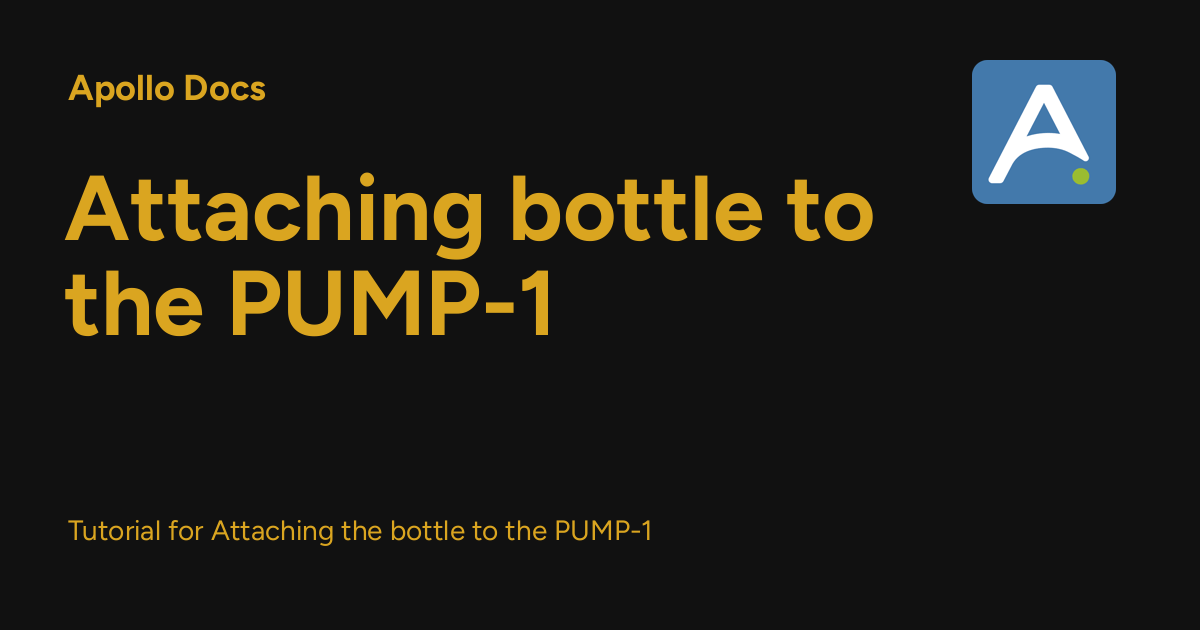 Apollo Docs
Attaching bottle to
the PUMP-1
Tutorial for Attaching the bottle to the PUMP-1